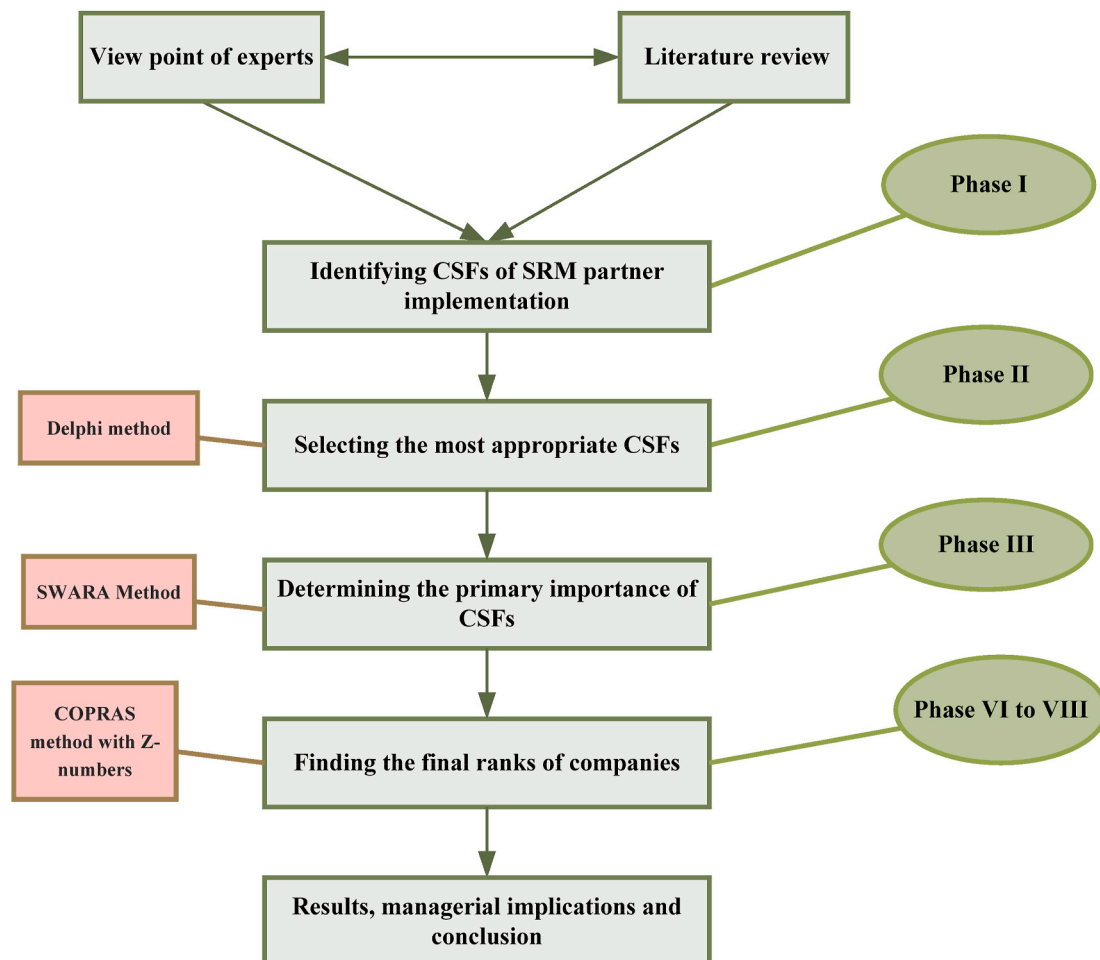 View point of experts
Literature review
Phase I
Identifying CSFs of SRM partner
implementation
Phase II
Delphi method
Selecting the most appropriate CSFs
Phase III
SWARA Method
Determining the primary importance of
CSFs
COPRAS
method with Z-
numbers
Phase VI to VIII
Finding the final ranks of companies
Results, managerial implications and
conclusion